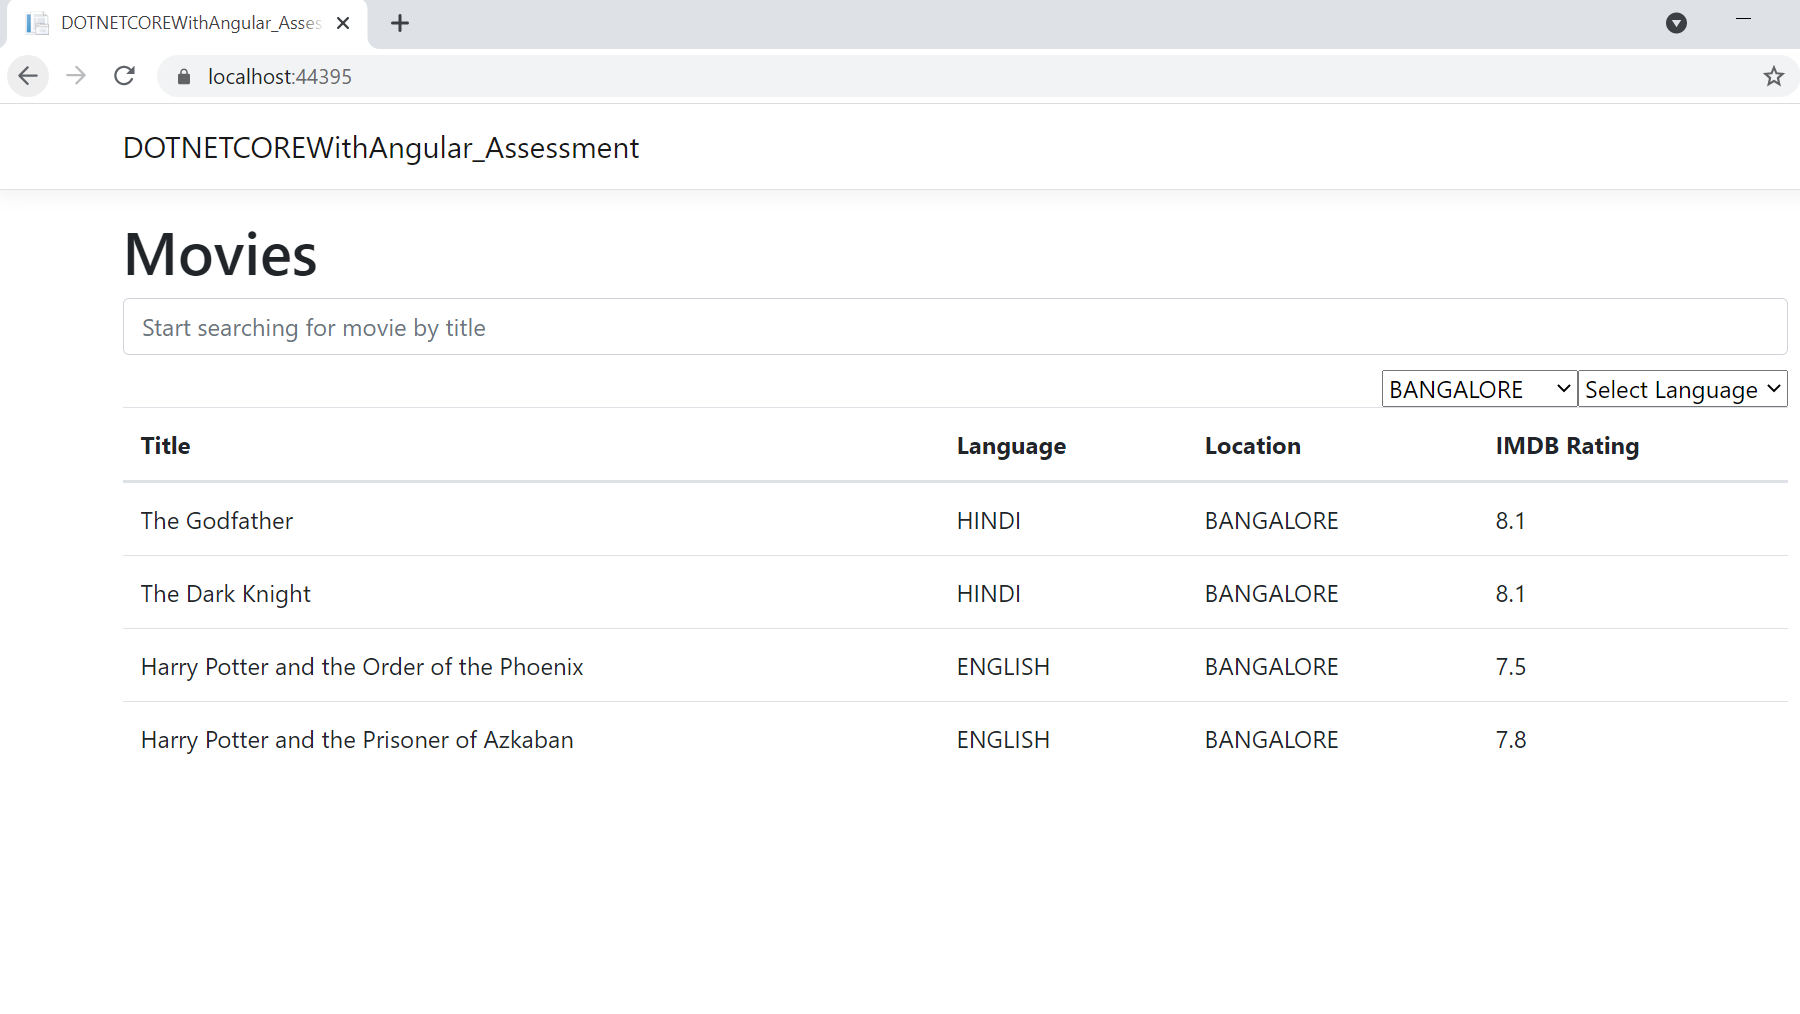 DOTNETCOREWithAngular_Asses
localhost:44395
DOTNETCOREWithAngular_Assessment
Movies
Start searching for movie by title
BANGALORE Select Language
Title Language Location IMDB Rating
The Godfather HINDI BANGALORE 8.1
The Dark Knight HINDI BANGALORE 8.1
Harry Potter and the Order of the Phoenix ENGLISH BANGALORE 7.5
Harry Potter and the Prisoner of Azkaban ENGLISH BANGALORE 7.8